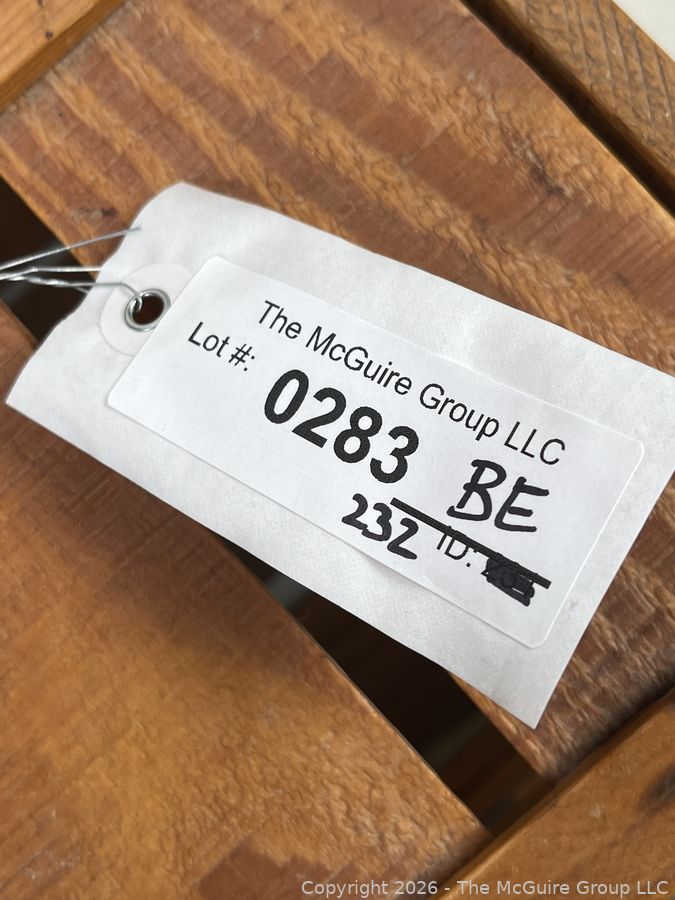 The McGuire Group LLC
Lot #:
0283 BE
232 ID:
Copyright 2026 - The McGuire Group LLC